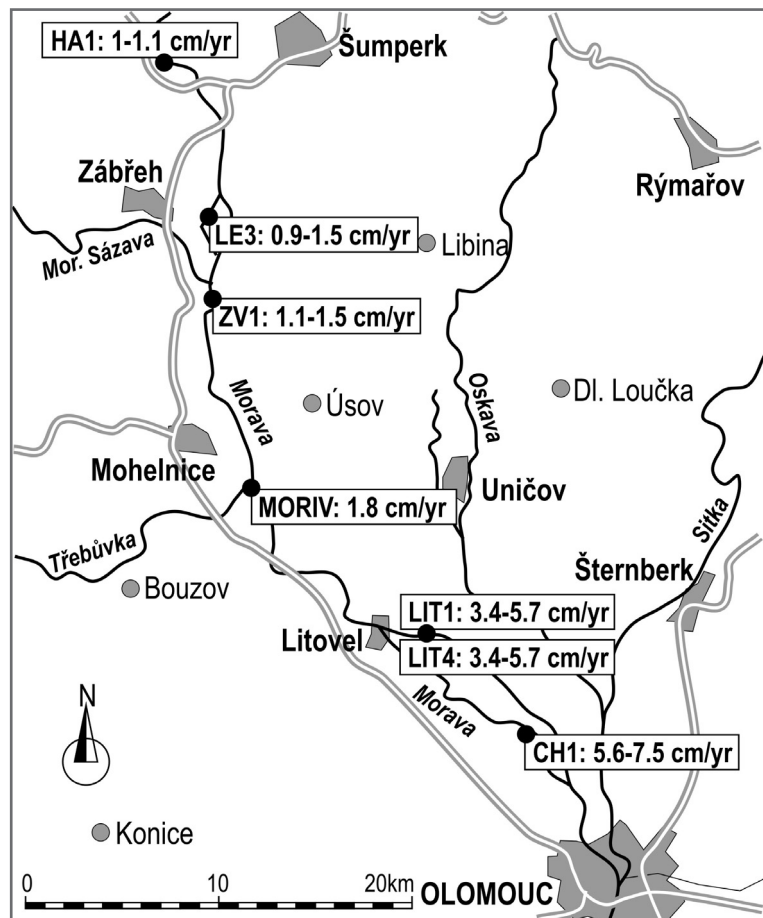 HA1: 1-1.1 cm/yr
Šumperk
Zábřeh
Rýmařov
Mor. Sázava
LE3: 0.9-1.5 cm/yr
Libina
ZV1: 1.1-1.5 cm/yr
Morava
Úsov
Oskava
Dl. Loučka
Mohelnice
Uničov
MORIV: 1.8 cm/yr
Sitka
Třebůvka
Bouzov
Šternberk
LIT1: 3.4-5.7 cm/yr
Litovel
LIT4: 3.4-5.7 cm/yr
Morava
N
CH1: 5.6-7.5 cm/yr
Konice
0 10 20km
OLOMOUC